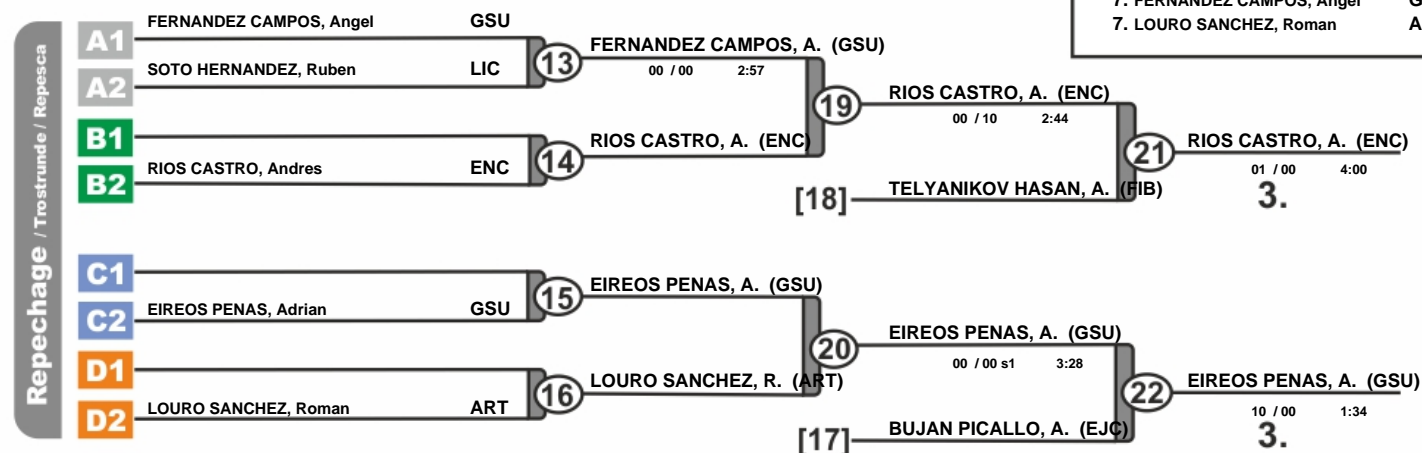 7. FERNANDEZ CAMPOS, Angel
7. LOURO SANCHEZ, Roman A
Repechage / Trostrunde / Repesca
A1 FERNANDEZ CAMPOS, Angel GSU
A2 SOTO HERNANDEZ, Ruben LIC
13 FERNANDEZ CAMPOS, A. (GSU)
00 / 00 2:57
B1
B2 RIOS CASTRO, Andres ENC
14 RIOS CASTRO, A. (ENC)
19 RIOS CASTRO, A. (ENC)
00 / 10 2:44
[18] TELYANIKOV HASAN, A. (FIB)
21 RIOS CASTRO, A. (ENC)
01 / 00 4:00
3.
C1
C2 EIREOS PENAS, Adrian GSU
15 EIREOS PENAS, A. (GSU)
D1
D2 LOURO SANCHEZ, Roman ART
16 LOURO SANCHEZ, R. (ART)
20 EIREOS PENAS, A. (GSU)
00 / 00 s1 3:28
[17] BUJAN PICALLO, A. (EJC)
22 EIREOS PENAS, A. (GSU)
10 / 00 1:34
3.